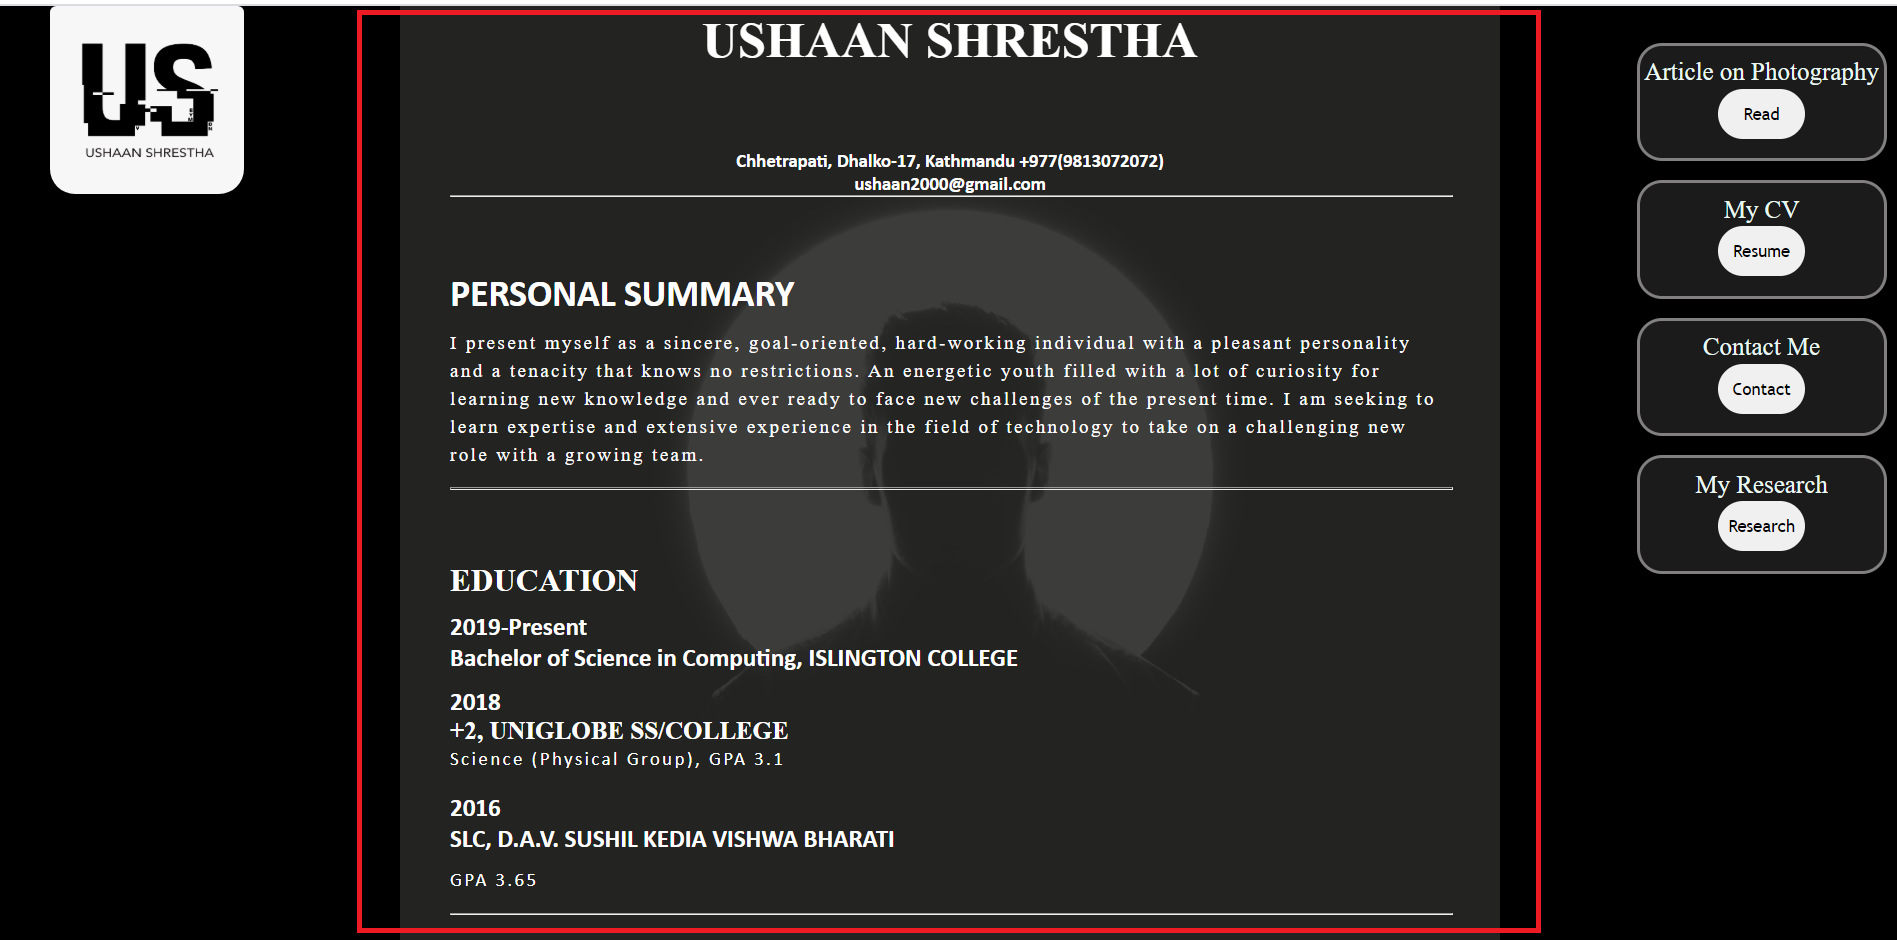 US
USHAAN SHRESTHA
USHAAN SHRESTHA
Chhetrapati, Dhalko-17, Kathmandu +977(9813072072)
ushaan2000@gmail.com
PERSONAL SUMMARY
I present myself as a sincere, goal-oriented, hard-working individual with a pleasant personality
and a tenacity that knows no restrictions. An energetic youth filled with a lot of curiosity for
learning new knowledge and ever ready to face new challenges of the present time. I am seeking to
learn expertise and extensive experience in the field of technology to take on a challenging new
role with a growing team.
EDUCATION
2019-Present
Bachelor of Science in Computing, ISLINGTON COLLEGE
2018
+2, UNIGLOBE SS/COLLEGE
Science (Physical Group), GPA 3.1
2016
SLC, D.A.V. SUSHIL KEDIA VISHWA BHARATI
GPA 3.65
Article on Photography
Read
My CV
Resume
Contact Me
Contact
My Research
Research